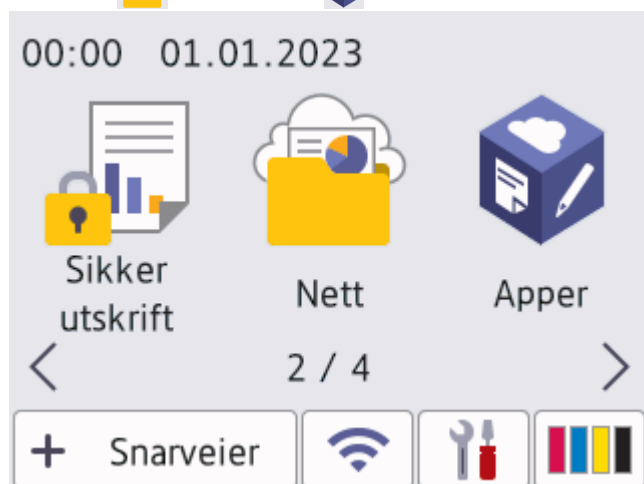 00:00 01.01.2023
Sikker
utskrift
Nett
Apper
2 / 4
+ Snarveier